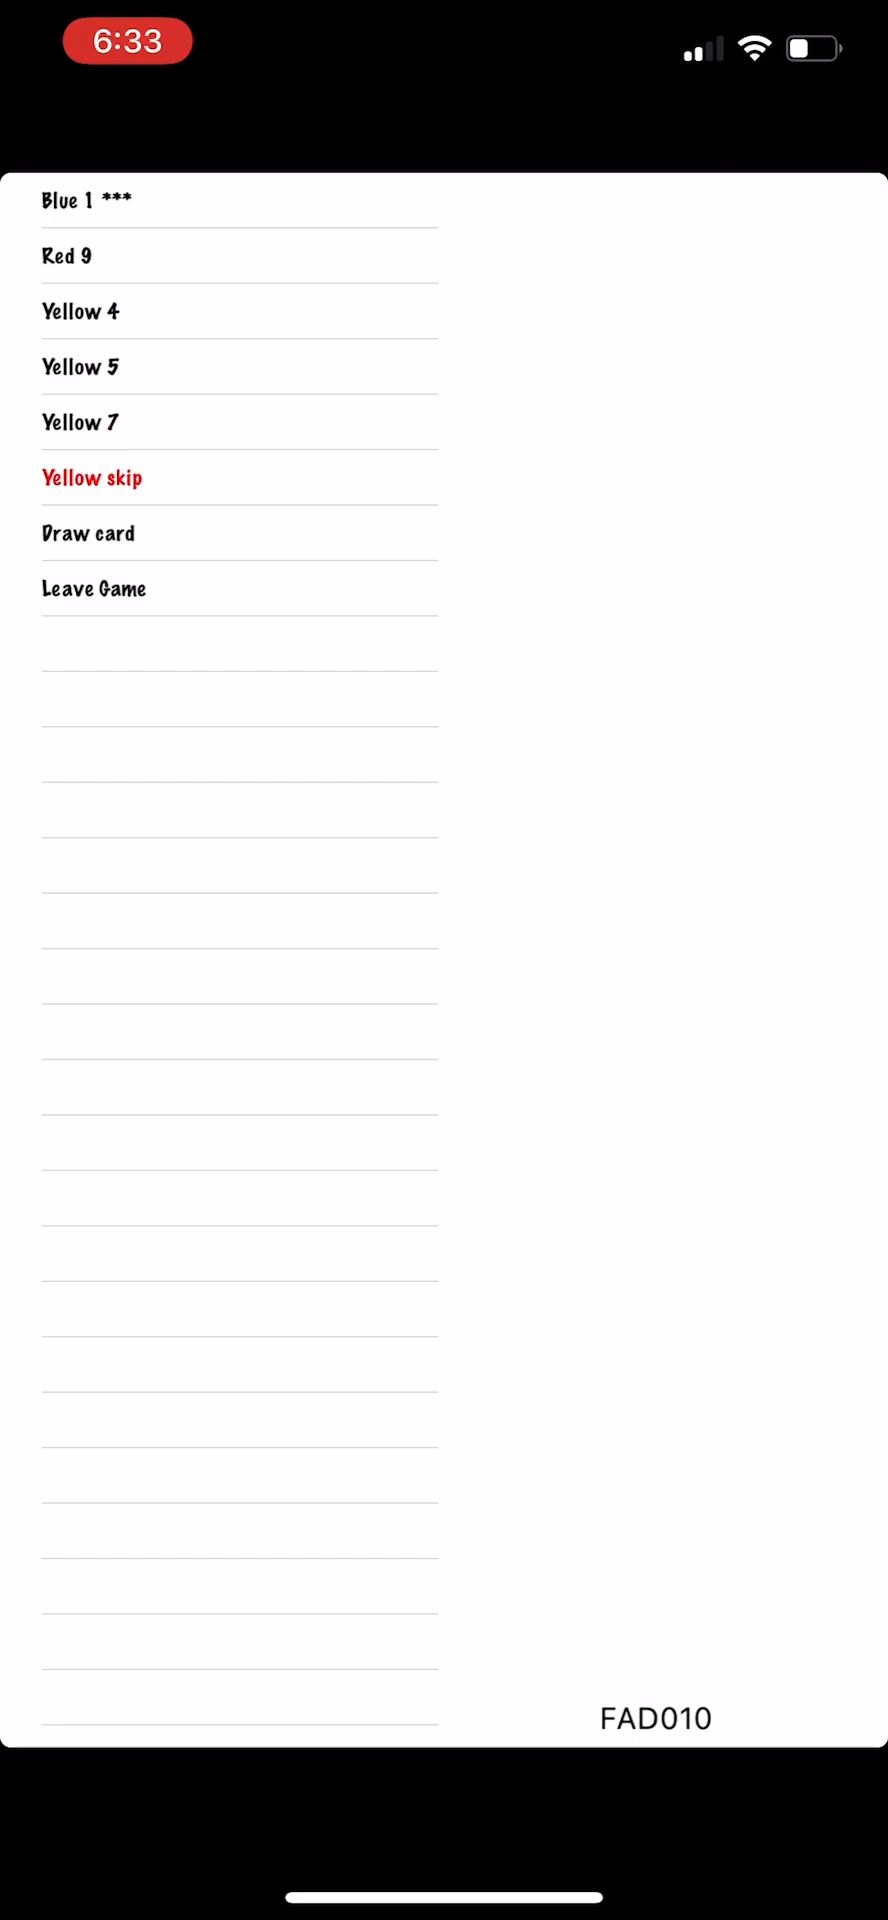 6:33
Blue 1 ***
Red 9
Yellow 4
Yellow 5
Yellow 7
Yellow skip
Draw card
Leave Game
FAD010